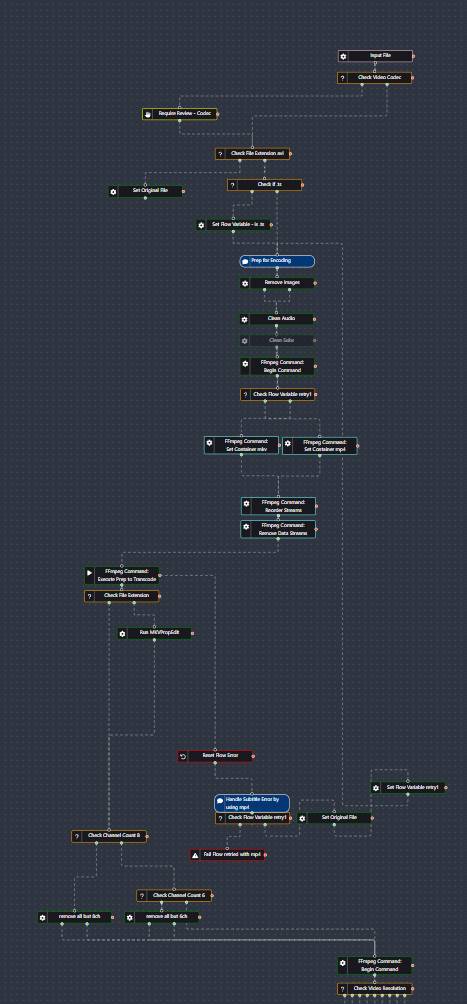 Input File
Check Video Codec
Require Review - Codec
Check File Extension avi
Check If .ts
Set Original File
Set Flow Variable - is .ts
Prep for Encoding
Remove Images
Clean Audio
Clean Subs
FFmpeg Command:
Begin Command
Check Flow Variable retry1
FFmpeg Command:
Set Container mkv
FFmpeg Command:
Set Container mp4
FFmpeg Command:
Reorder Streams
FFmpeg Command:
Remove Data Streams
FFmpeg Command:
Execute Prep to Transcode
Check File Extension
Run MKVPropEdit
Reset Flow Error
Set Flow Variable retry1
Handle Subtitle Error by
using mp4
Check Flow Variable retry1
Set Original File
Check Channel Count 8
Fail Flow retried with mp4
Check Channel Count 6
remove all but 8ch
remove all but 6ch
FFmpeg Command:
Begin Command
Check Video Resolution